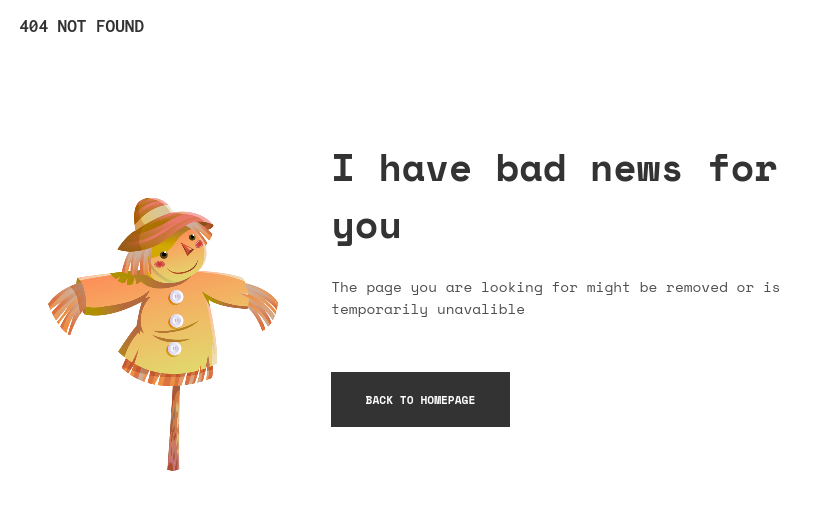 404 NOT FOUND
I have bad news for
you
The page you are looking for might be removed or is
temporarily unavalible
BACK TO HOMEPAGE